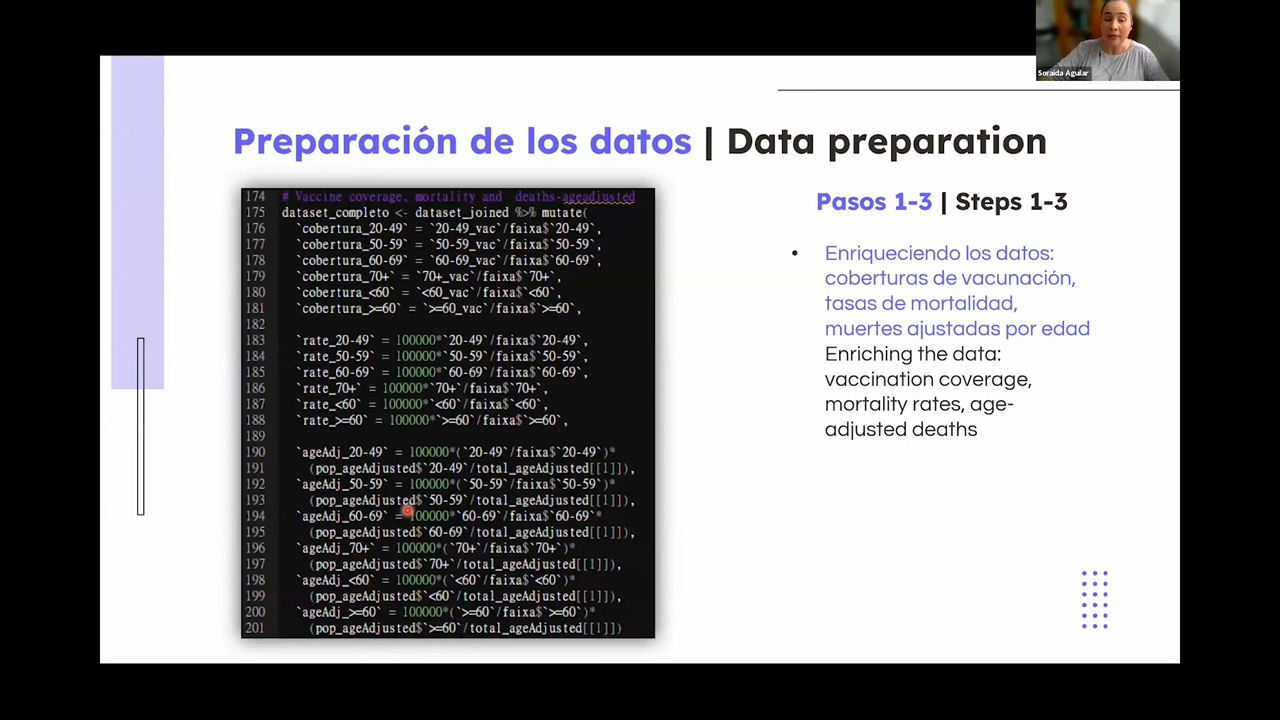 Soraida Aguilar
Preparación de los datos | Data preparation
174 # Vaccine coverage, mortality and deaths-ageadjusted
175 dataset_completo <- dataset_joined %>% mutate(
176 `cobertura_20-49` = `20-49_vac`/faixa$`20-49`,
177 `cobertura_50-59` = `50-59_vac`/faixa$`50-59`,
178 `cobertura_60-69` = `60-69_vac`/faixa$`60-69`,
179 `cobertura_70+` = `70+_vac`/faixa$`70+`,
180 `cobertura_<60` = `<60_vac`/faixa$`<60`,
181 `cobertura_>=60` = `>=60_vac`/faixa$`>=60`,
182
183 `rate_20-49` = 100000*`20-49`/faixa$`20-49`,
184 `rate_50-59` = 100000*`50-59`/faixa$`50-59`,
185 `rate_60-69` = 100000*`60-69`/faixa$`60-69`,
186 `rate_70+` = 100000*`70+`/faixa$`70+`,
187 `rate_<60` = 100000*`<60`/faixa$`<60`,
188 `rate_>=60` = 100000*`>=60`/faixa$`>=60`,
189
190 `ageAdj_20-49` = 100000*(`20-49`/faixa$`20-49`)*
191 (pop_ageAdjusted$`20-49`/total_ageAdjusted[[1]]),
192 `ageAdj_50-59` = 100000*(`50-59`/faixa$`50-59`)*
193 (pop_ageAdjusted$`50-59`/total_ageAdjusted[[1]]),
194 `ageAdj_60-69` = 100000*`60-69`/faixa$`60-69`*
195 (pop_ageAdjusted$`60-69`/total_ageAdjusted[[1]]),
196 `ageAdj_70+` = 100000*(`70+`/faixa$`70+`)*
197 (pop_ageAdjusted$`70+`/total_ageAdjusted[[1]]),
198 `ageAdj_<60` = 100000*(`<60`/faixa$`<60`)*
199 (pop_ageAdjusted$`<60`/total_ageAdjusted[[1]]),
200 `ageAdj_>=60` = 100000*(`>=60`/faixa$`>=60`)*
201 (pop_ageAdjusted$`>=60`/total_ageAdjusted[[1]])
Pasos 1-3 | Steps 1-3
• Enriqueciendo los datos:
coberturas de vacunación,
tasas de mortalidad,
muertes ajustadas por edad
Enriching the data:
vaccination coverage,
mortality rates, age-
adjusted deaths